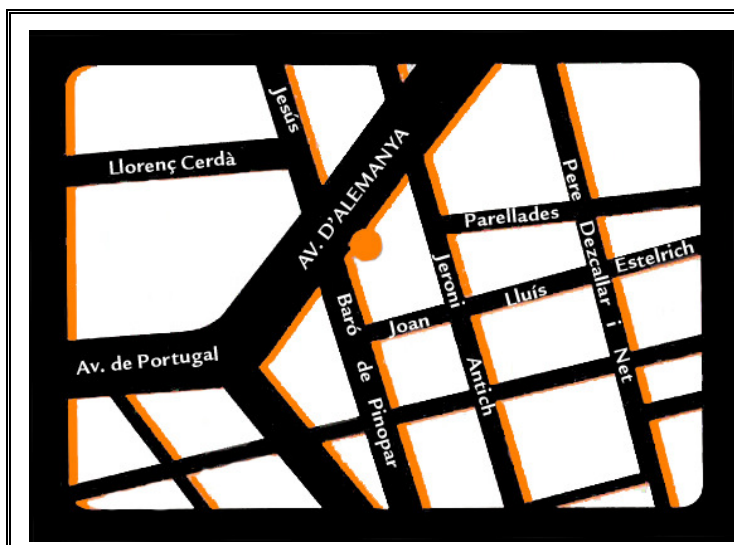 Jesús
Llorenç Cerdà
AV. D'ALEMANYA
Pere Dezcallar i Net
Parellades
Jeroni Antich
Joan Lluís Estelrich
Baró de Pinopar
Av. de Portugal